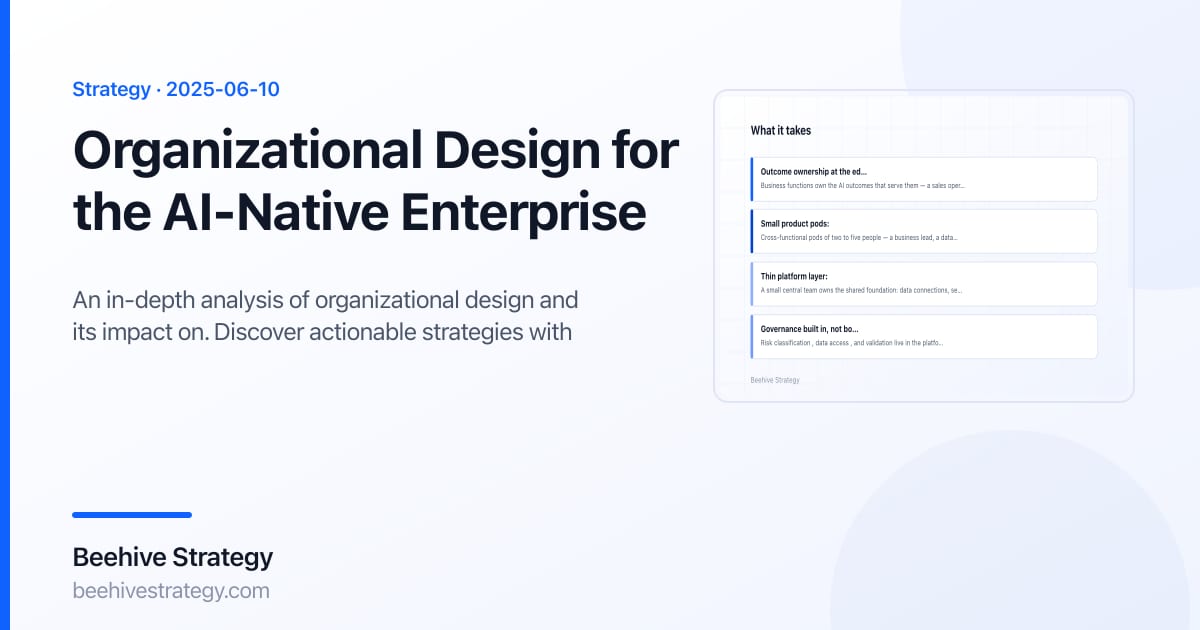 Strategy · 2025-06-10
Organizational Design for
the AI-Native Enterprise
An in-depth analysis of organizational design and
its impact on. Discover actionable strategies with
Beehive Strategy
beehivestrategy.com
What it takes
Outcome ownership at the ed...
Business functions own the AI outcomes that serve them — a sales oper...
Small product pods:
Cross-functional pods of two to five people — a business lead, a data...
Thin platform layer:
A small central team owns the shared foundation: data connections, se...
Governance built in, not bo...
Risk classification , data access , and validation live in the platfo...
Beehive Strategy